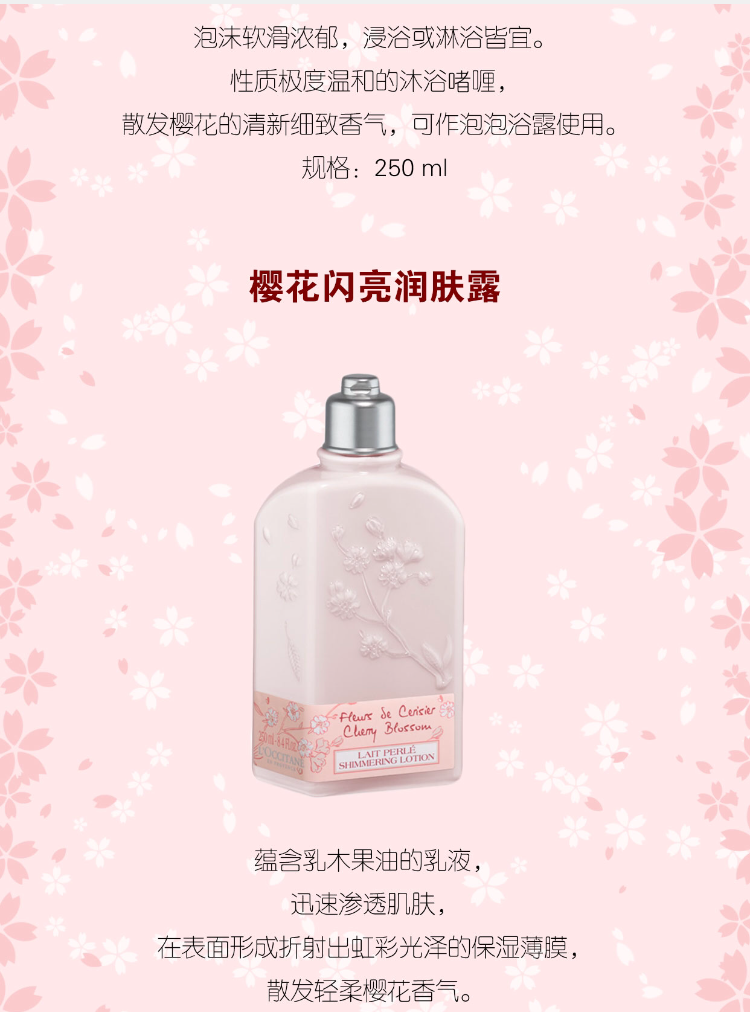 泡沫软滑浓郁，浸浴或淋浴皆宜。
性质极度温和的沐浴啫喱，
散发樱花的清新细致香气，可作泡泡浴露使用。
规格：250 ml
樱花闪亮润肤露
Fleurs de Cerisier
Cherry Blossom
250ml-8.4fl.oz
L'OCCITANE
LAIT PERLÉ
SHIMMERING LOTION
蕴含乳木果油的乳液，
迅速渗透肌肤，
在表面形成折射出虹彩光泽的保湿薄膜，
散发轻柔樱花香气。